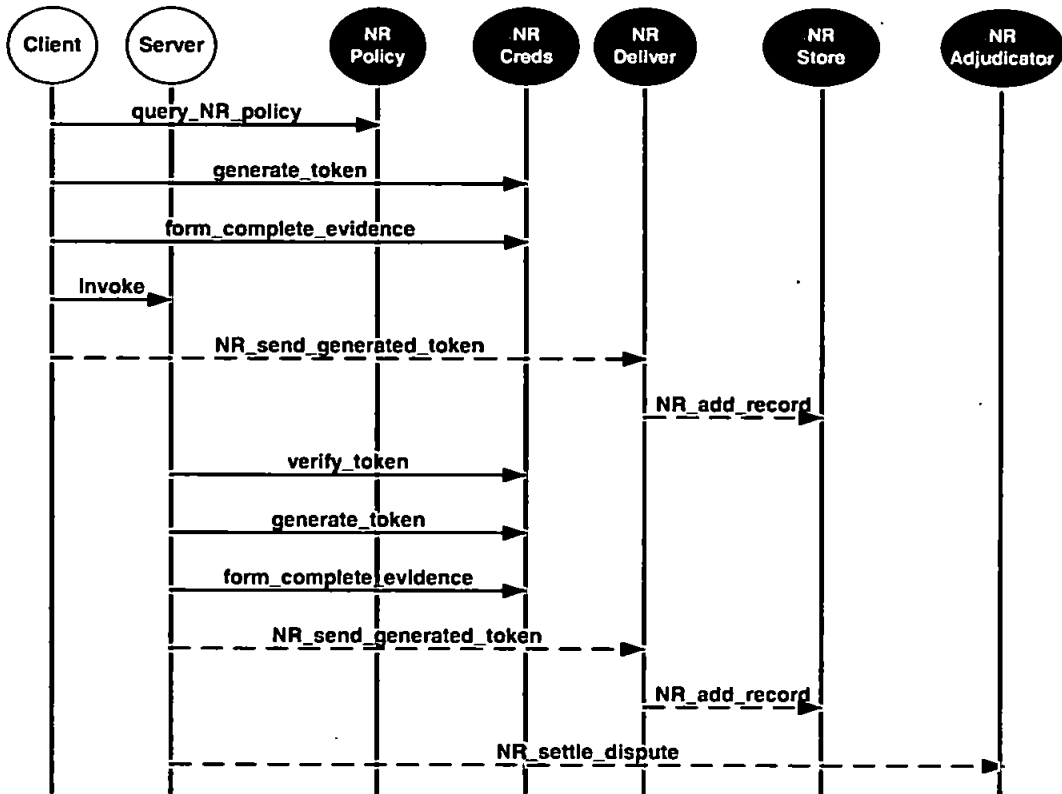 Client
Server
NR
Policy
NR
Creds
NR
Deliver
NR
Store
NR
Adjudicator
query_NR_policy
generate_token
form_complete_evidence
Invoke
NR_send_generated_token
NR_add_record
verify_token
generate_token
form_complete_evidence
NR_send_generated_token
NR_add_record
NR_settle_dispute